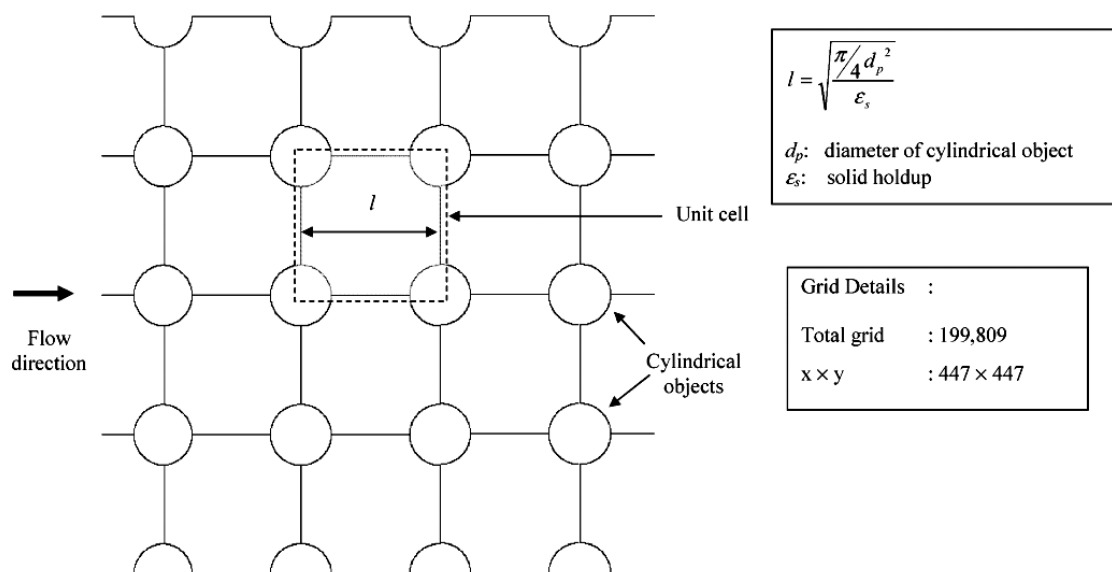 l = √(π/4 d_p² / ε_s)
d_p: diameter of cylindrical object
ε_s: solid holdup
l
Unit cell
Flow
direction
Cylindrical
objects
Grid Details :
Total grid : 199,809
x × y : 447 × 447